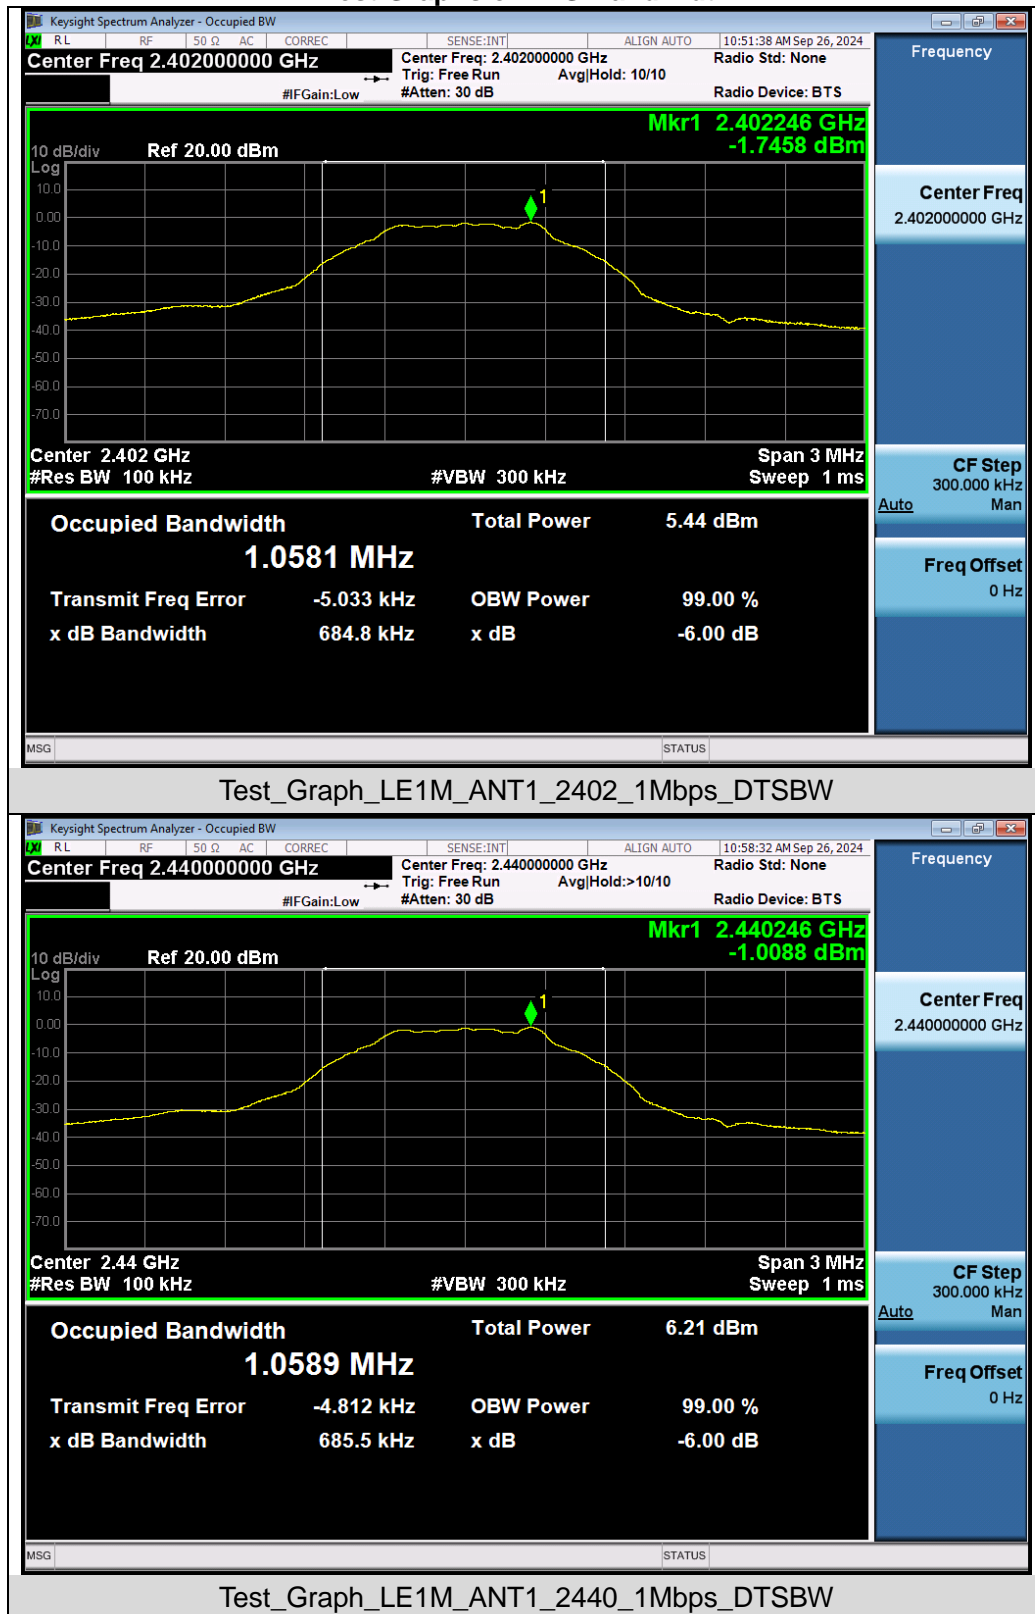 Keysight Spectrum Analyzer - Occupied BW
LXI RL RF 50 Ω AC CORREC SENSE:INT ALIGN AUTO 10:51:38 AM Sep 26, 2024
Center Freq 2.402000000 GHz Center Freq: 2.402000000 GHz Radio Std: None Frequency
Trig: Free Run Avg|Hold: 10/10
#IFGain:Low #Atten: 30 dB Radio Device: BTS
Mkr1 2.402246 GHz
10 dB/div Ref 20.00 dBm -1.7458 dBm
Log
10.0
1
Center Freq
2.402000000 GHz
0.00
-10.0
-20.0
-30.0
-40.0
-50.0
-60.0
-70.0
Center 2.402 GHz Span 3 MHz
#Res BW 100 kHz #VBW 300 kHz Sweep 1 ms
CF Step
300.000 kHz
Auto Man
Occupied Bandwidth Total Power 5.44 dBm
1.0581 MHz
Freq Offset
0 Hz
Transmit Freq Error -5.033 kHz OBW Power 99.00 %
x dB Bandwidth 684.8 kHz x dB -6.00 dB
MSG STATUS
Test_Graph_LE1M_ANT1_2402_1Mbps_DTSBW
Keysight Spectrum Analyzer - Occupied BW
LXI RL RF 50 Ω AC CORREC SENSE:INT ALIGN AUTO 10:58:32 AM Sep 26, 2024
Center Freq 2.440000000 GHz Center Freq: 2.440000000 GHz Radio Std: None Frequency
Trig: Free Run Avg|Hold:>10/10
#IFGain:Low #Atten: 30 dB Radio Device: BTS
Mkr1 2.440246 GHz
10 dB/div Ref 20.00 dBm -1.0088 dBm
Log
10.0
1
Center Freq
2.440000000 GHz
0.00
-10.0
-20.0
-30.0
-40.0
-50.0
-60.0
-70.0
Center 2.44 GHz Span 3 MHz
#Res BW 100 kHz #VBW 300 kHz Sweep 1 ms
CF Step
300.000 kHz
Auto Man
Occupied Bandwidth Total Power 6.21 dBm
1.0589 MHz
Freq Offset
0 Hz
Transmit Freq Error -4.812 kHz OBW Power 99.00 %
x dB Bandwidth 685.5 kHz x dB -6.00 dB
MSG STATUS
Test_Graph_LE1M_ANT1_2440_1Mbps_DTSBW